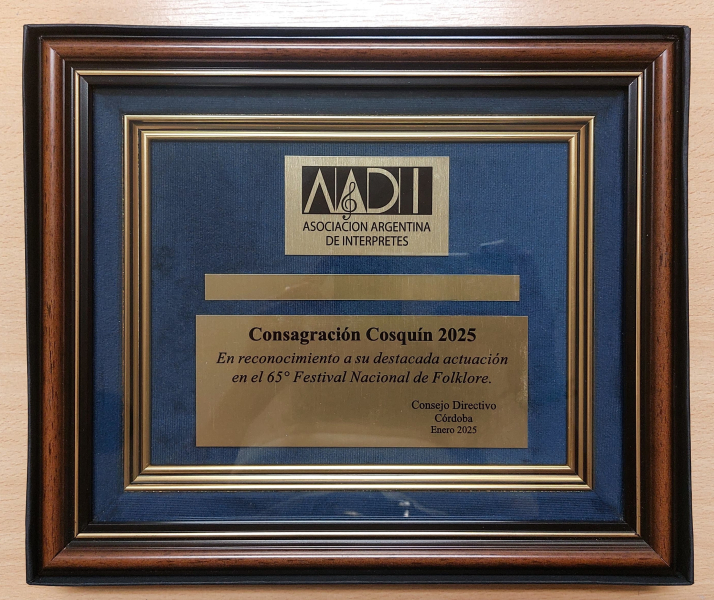 AADI
ASOCIACION ARGENTINA
DE INTERPRETES
Consagración Cosquín 2025
En reconocimiento a su destacada actuación
en el 65° Festival Nacional de Folklore.
Consejo Directivo
Córdoba
Enero 2025